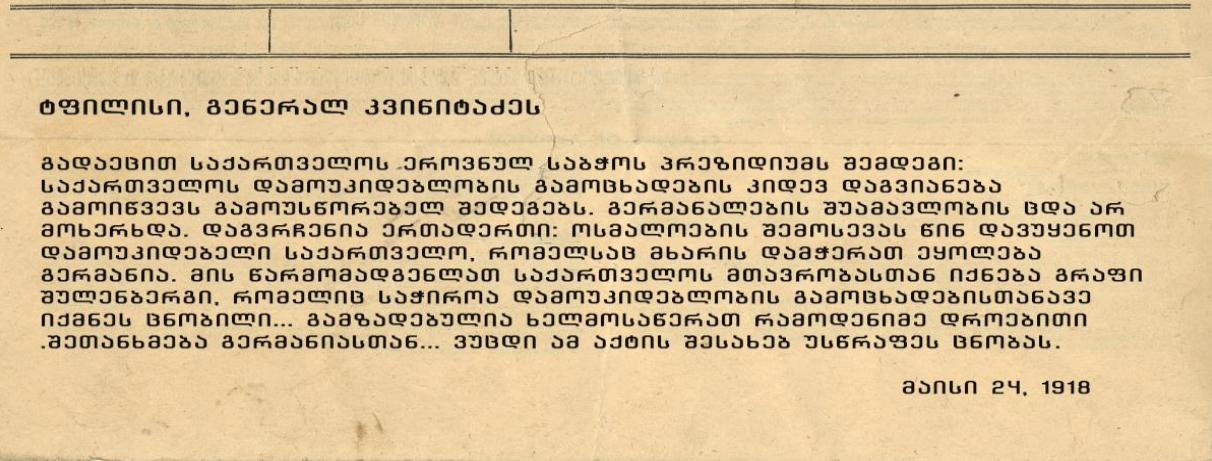 ტფილისი, გენერალ კვინიტაძეს
გადაეცით საქართველოს ეროვნულ საბჭოს პრეზიდიუმს შემდეგი:
საქართველოს დამოუკიდებლობის გამოცხადების კიდევ დაგვიანება
გამოიწვევს გამოუსწორებელ შედეგებს. გერმანალების შუამავლობის ცდა არ
მოხერხდა. დაგვრჩენია ერთადერთი: ოსმალოების შემოსევას წინ დავუყენოთ
დამოუკიდებელი საქართველო, რომელსაც მხარის დამჭერათ ეყოლება
გერმანია. მის წარმომადგენლათ საქართველოს მთავრობასთან იქნება გრაფი
შულენბერგი, რომელიც საჭიროა დამოუკიდებლობის გამოცხადებისთანავე
იქმნეს ცნობილი... გამზადებულია ხელმოსაწერათ რამოდენიმე დროებითი
.შეთანხმება გერმანიასთან... ვუცდი ამ აქტის შესახებ უსწრაფეს ცნობას.
მაისი 24, 1918